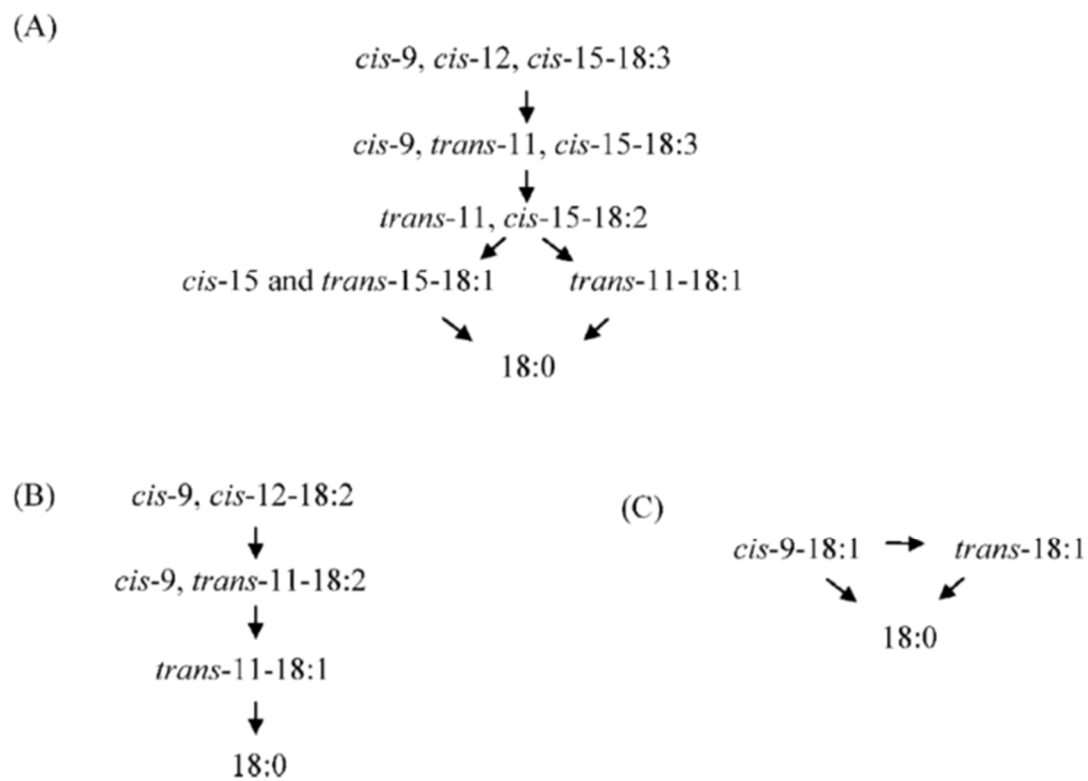 (A)
cis-9, cis-12, cis-15-18:3
cis-9, trans-11, cis-15-18:3
trans-11, cis-15-18:2
cis-15 and trans-15-18:1 trans-11-18:1
18:0
(B)
cis-9, cis-12-18:2
cis-9, trans-11-18:2
trans-11-18:1
18:0
(C)
cis-9-18:1 trans-18:1
18:0